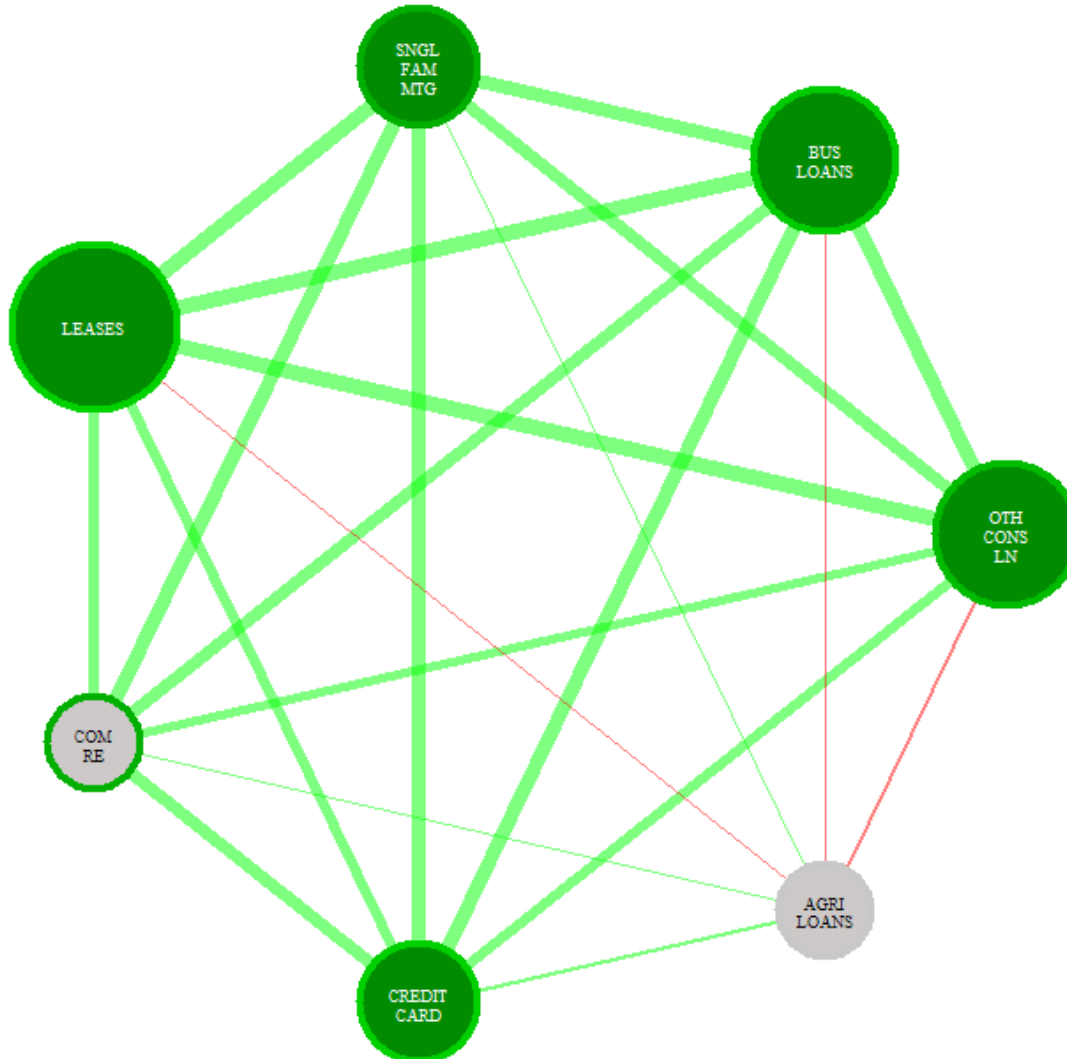 SNGL
FAM
MTG
BUS
LOANS
LEASES
OTH
CONS
LN
COM
RE
AGRI
LOANS
CREDIT
CARD